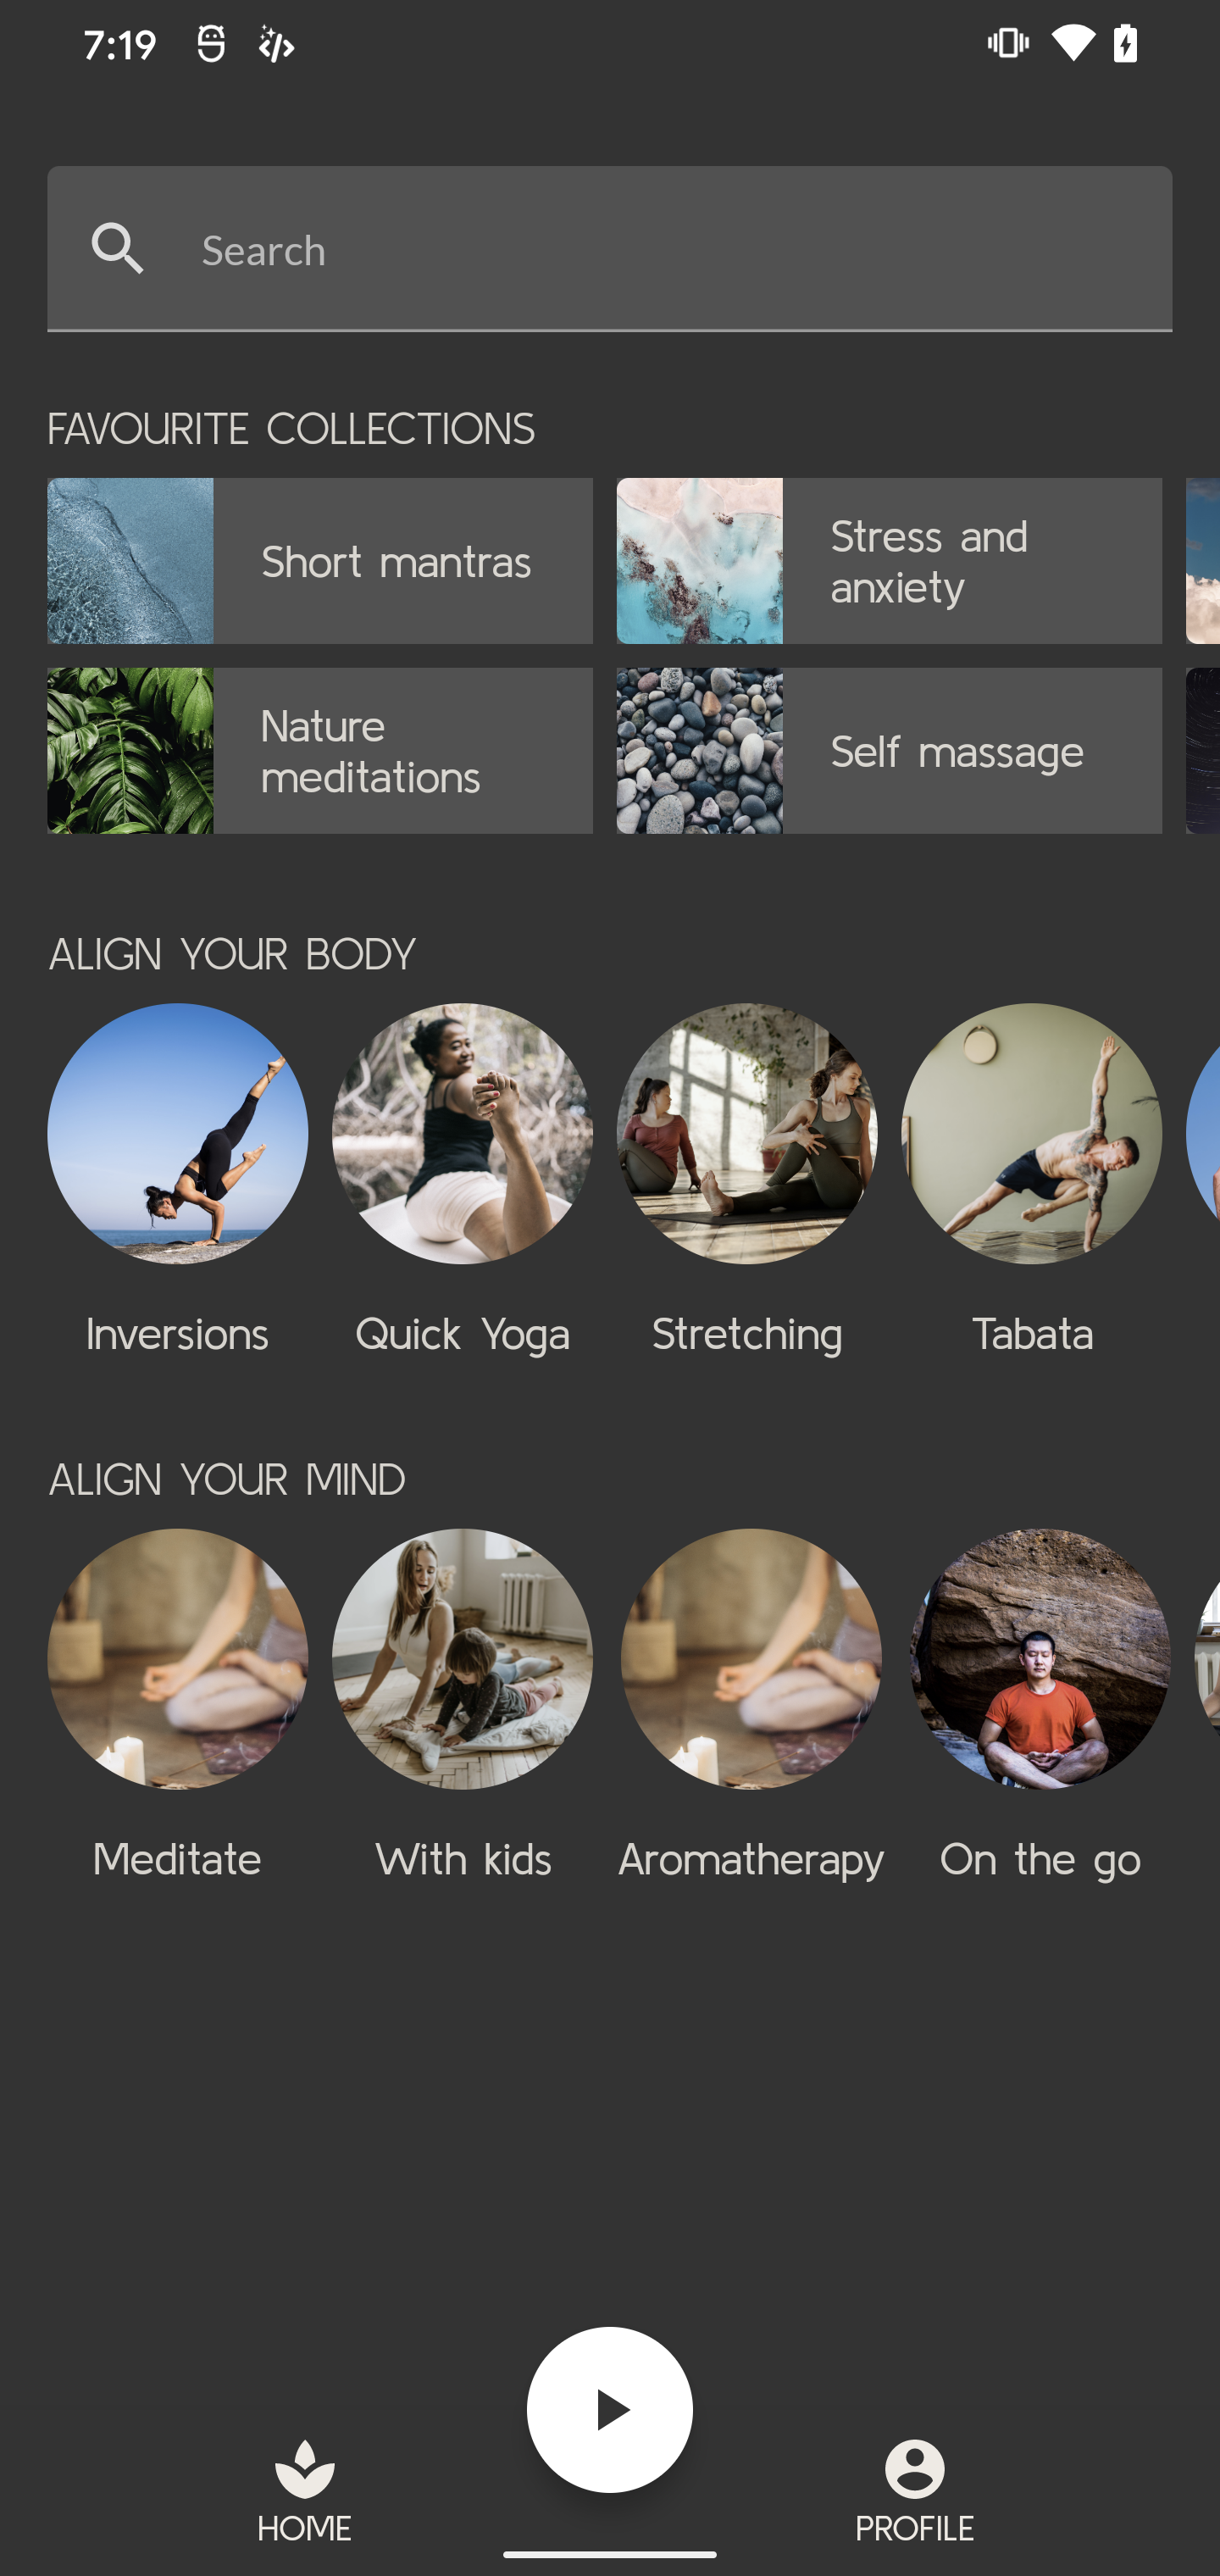 7:19
Search
FAVOURITE COLLECTIONS
Short mantras
Stress and
anxiety
Nature
meditations
Self massage
ALIGN YOUR BODY
Inversions
Quick Yoga
Stretching
Tabata
ALIGN YOUR MIND
Meditate
With kids
Aromatherapy
On the go
HOME
PROFILE